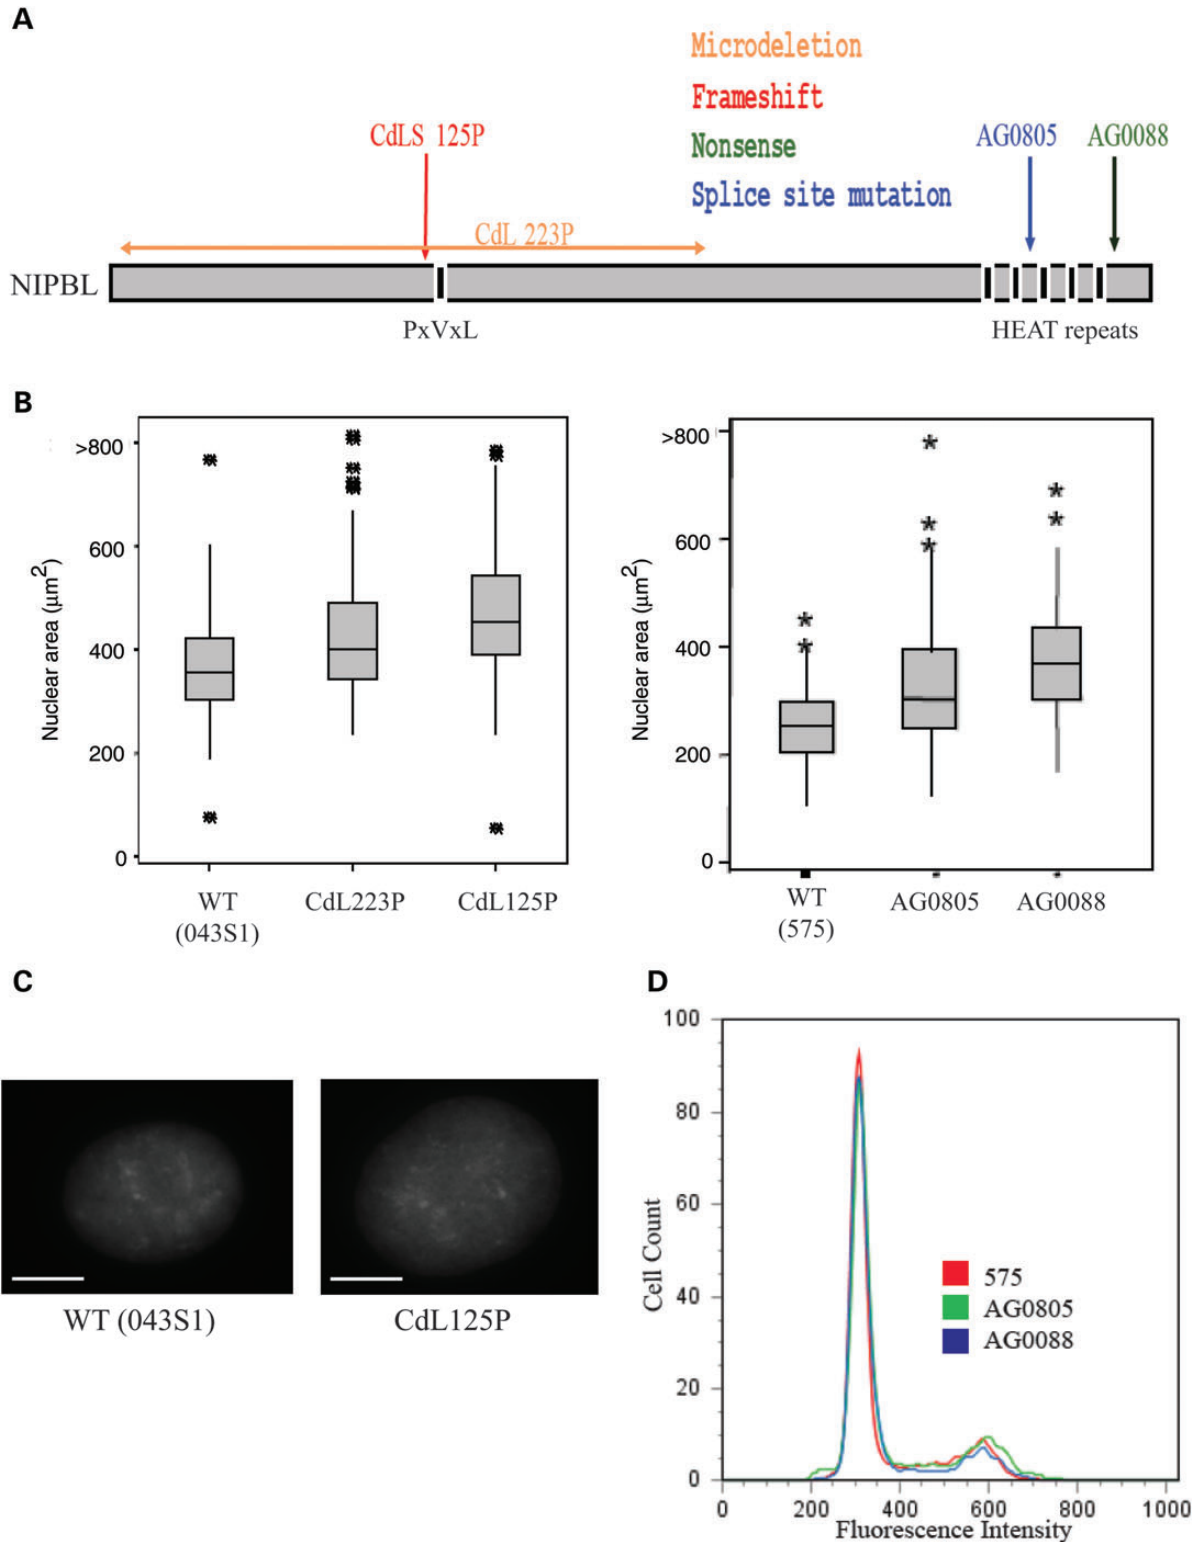 A
Microdeletion
Frameshift
Nonsense
Splice site mutation
CdLS 125P
AG0805
AG0088
CdL 223P
NIPBL
PxVxL
HEAT repeats
B
Nuclear area (µm²)
>800
600
400
200
0
WT
(043S1)
CdL223P
CdL125P
Nuclear area (µm²)
>800
600
400
200
0
WT
(575)
AG0805
AG0088
C
WT (043S1)
CdL125P
D
Cell Count
100
80
60
40
20
0
575
AG0805
AG0088
0 200 400 600 800 1000
Fluorescence Intensity